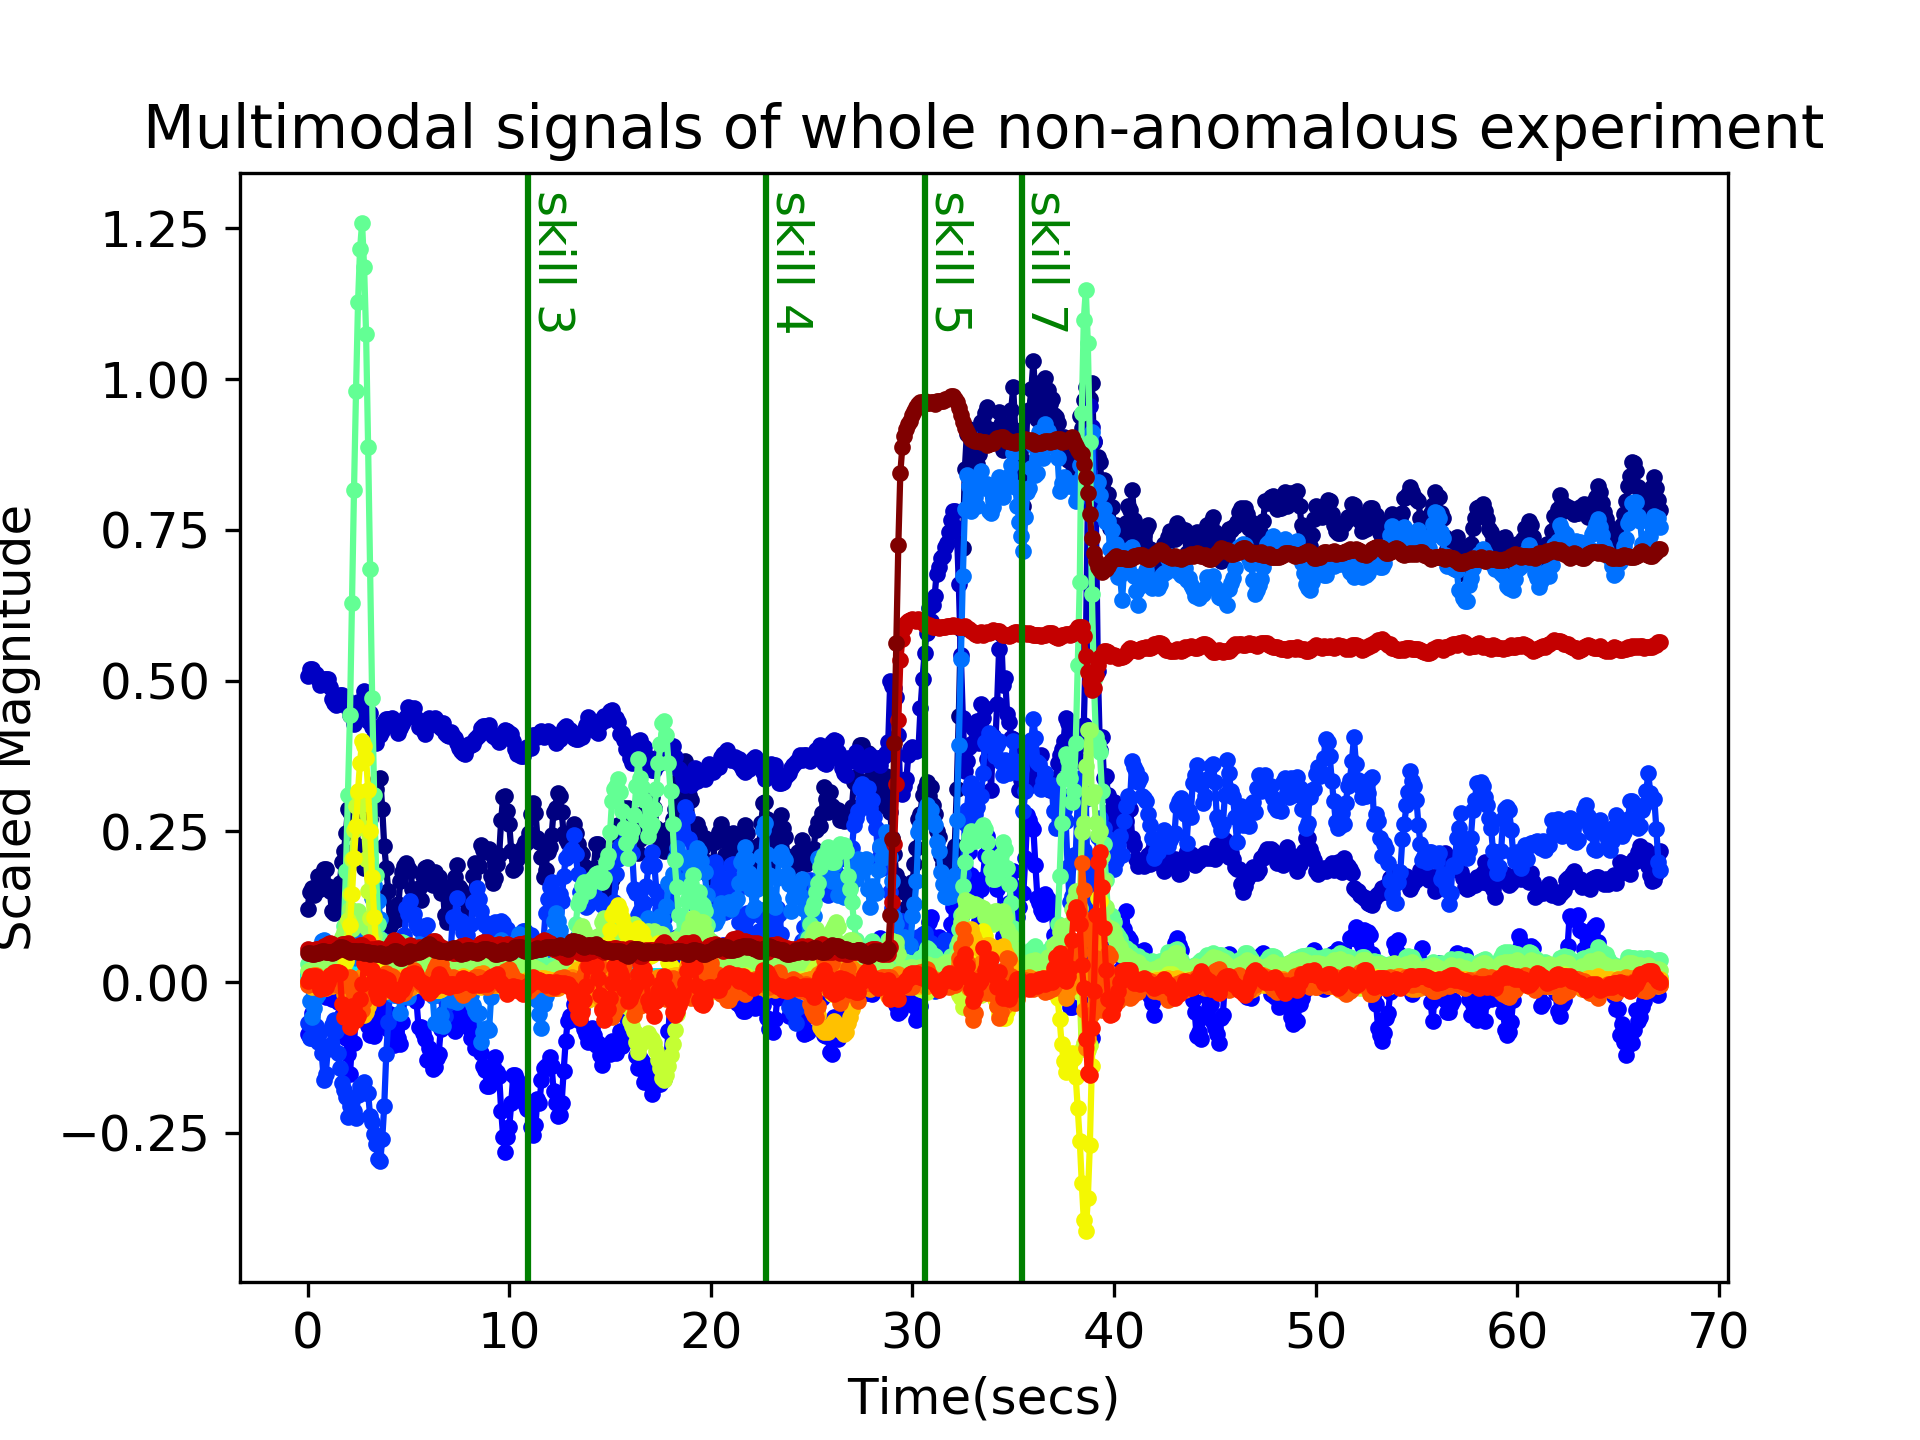 Multimodal signals of whole non-anomalous experiment
1.25
1.00
0.75
0.50
0.25
0.00
−0.25
Scaled Magnitude
skill 3
skill 4
skill 5
skill 7
0 10 20 30 40 50 60 70
Time(secs)